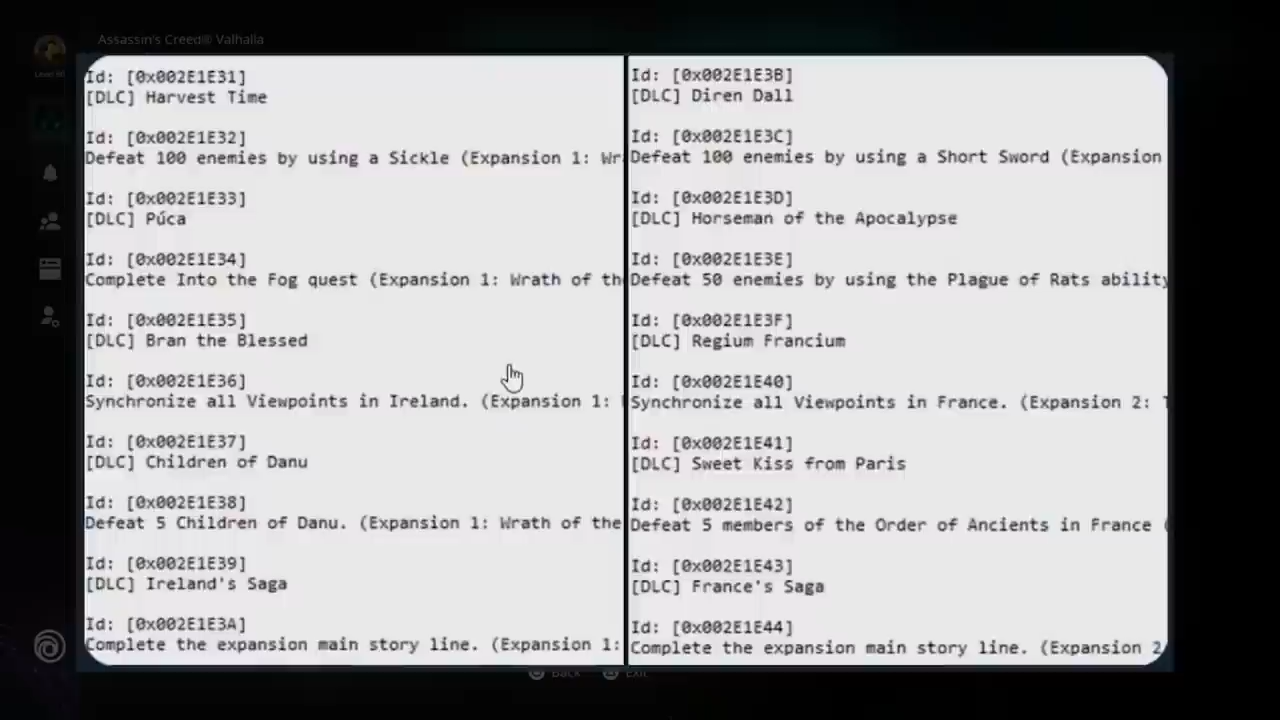 Assassin's Creed® Valhalla
Id: [0x002E1E31]
[DLC] Harvest Time
Id: [0x002E1E32]
Defeat 100 enemies by using a Sickle (Expansion 1: Wr
Id: [0x002E1E33]
[DLC] Púca
Id: [0x002E1E34]
Complete Into the Fog quest (Expansion 1: Wrath of th
Id: [0x002E1E35]
[DLC] Bran the Blessed
Id: [0x002E1E36]
Synchronize all Viewpoints in Ireland. (Expansion 1:
Id: [0x002E1E37]
[DLC] Children of Danu
Id: [0x002E1E38]
Defeat 5 Children of Danu. (Expansion 1: Wrath of the
Id: [0x002E1E39]
[DLC] Ireland's Saga
Id: [0x002E1E3A]
Complete the expansion main story line. (Expansion 1:
Id: [0x002E1E3B]
[DLC] Diren Dall
Id: [0x002E1E3C]
Defeat 100 enemies by using a Short Sword (Expansion
Id: [0x002E1E3D]
[DLC] Horseman of the Apocalypse
Id: [0x002E1E3E]
Defeat 50 enemies by using the Plague of Rats ability
Id: [0x002E1E3F]
[DLC] Regium Francium
Id: [0x002E1E40]
Synchronize all Viewpoints in France. (Expansion 2: T
Id: [0x002E1E41]
[DLC] Sweet Kiss from Paris
Id: [0x002E1E42]
Defeat 5 members of the Order of Ancients in France (
Id: [0x002E1E43]
[DLC] France's Saga
Id: [0x002E1E44]
Complete the expansion main story line. (Expansion 2
Back Exit